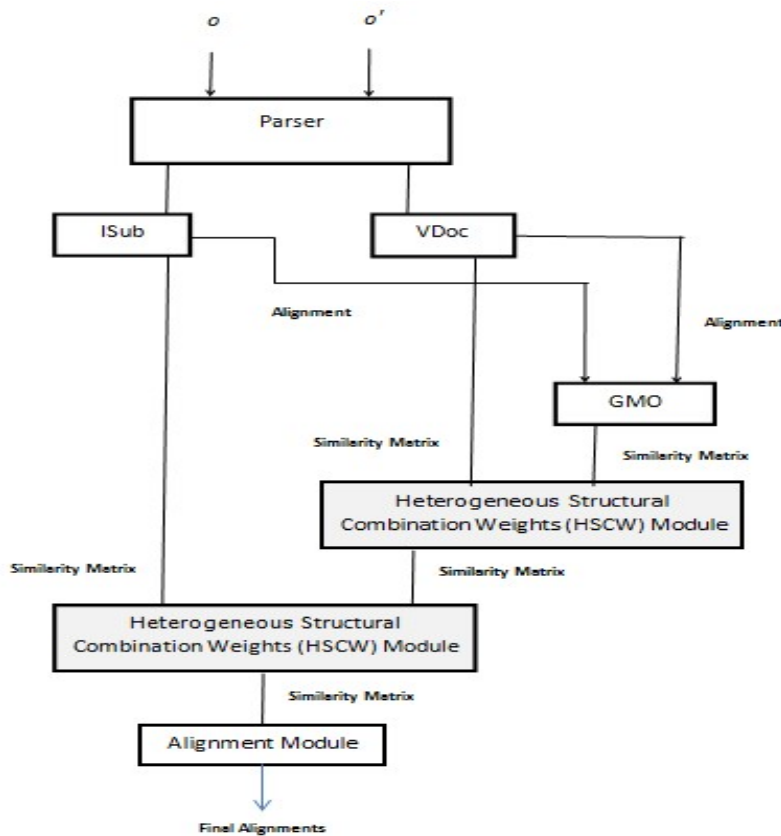 o o'
Parser
ISub VDoc
Alignment
Alignment
GMO
Similarity Matrix
Similarity Matrix
Heterogeneous Structural
Combination Weights (HSCW) Module
Similarity Matrix
Similarity Matrix
Heterogeneous Structural
Combination Weights (HSCW) Module
Similarity Matrix
Alignment Module
Final Alignments